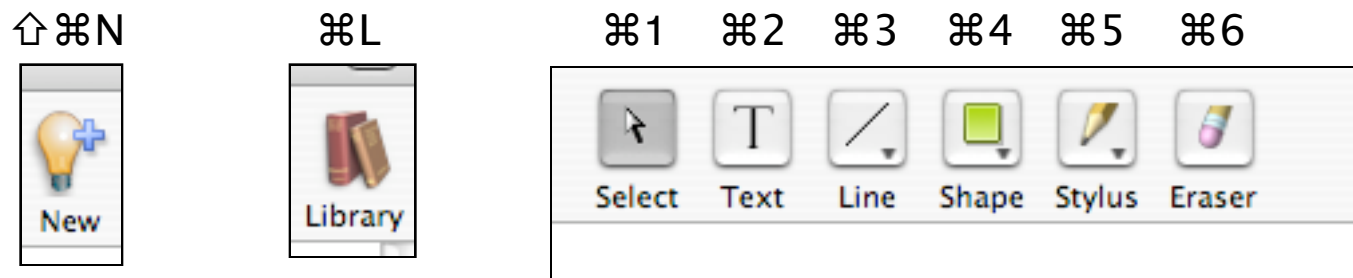 ⇧⌘N ⌘L ⌘1 ⌘2 ⌘3 ⌘4 ⌘5 ⌘6
T
Select Text Line Shape Stylus Eraser
New Library